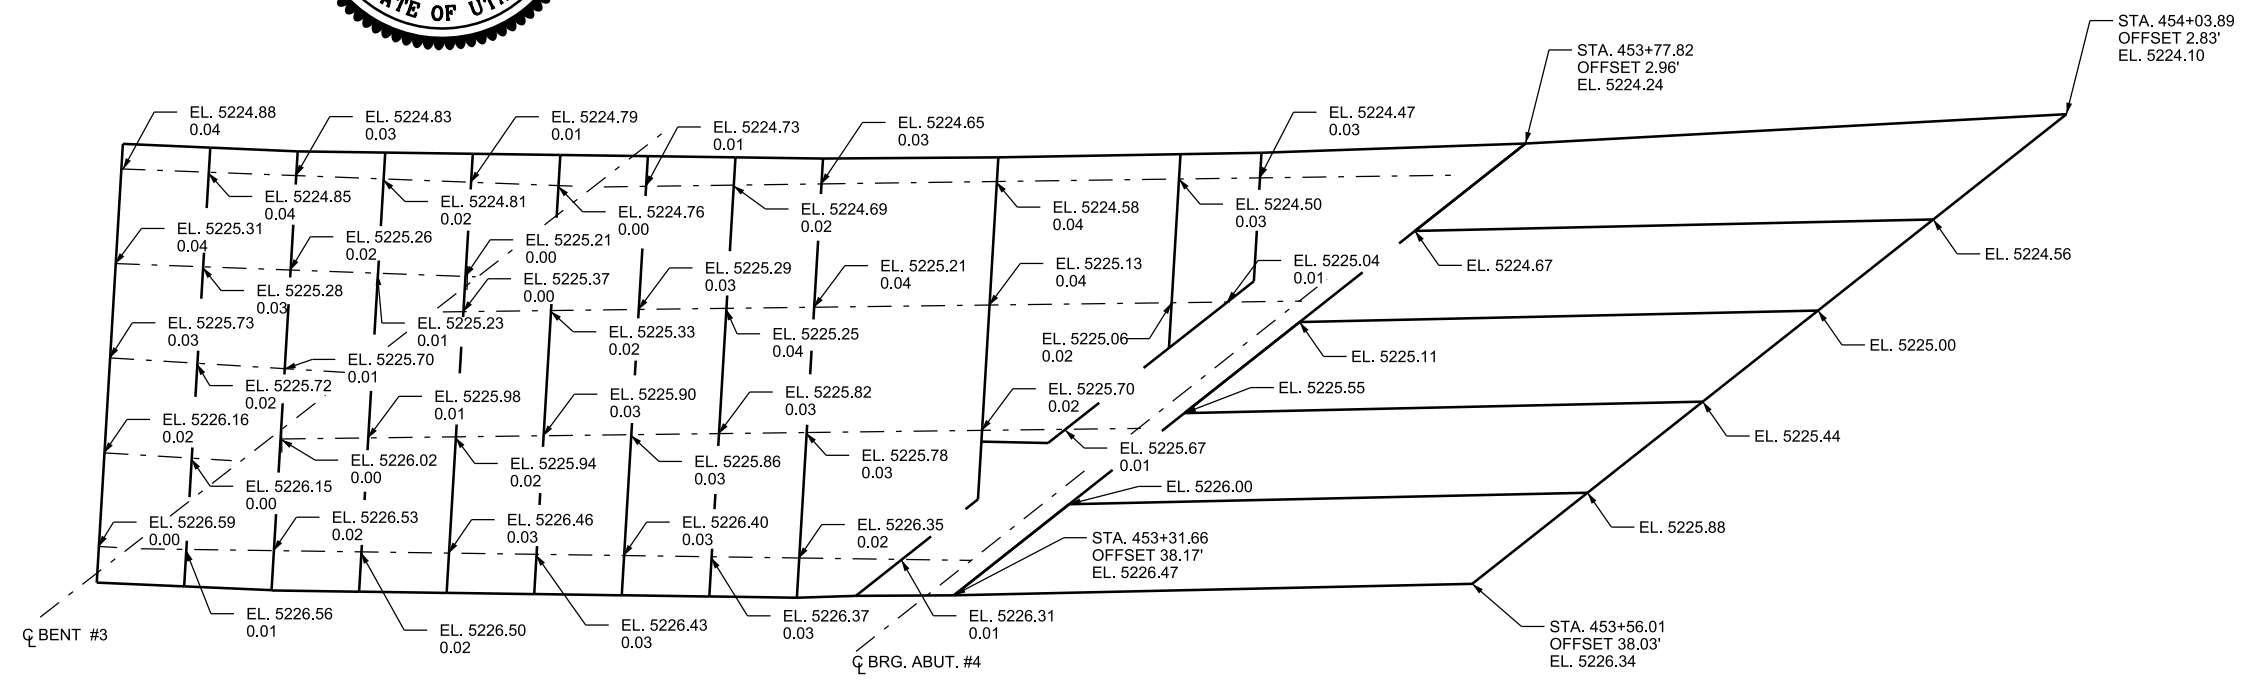 ATE OF UT
STA. 454+03.89
OFFSET 2.83'
EL. 5224.10
STA. 453+77.82
OFFSET 2.96'
EL. 5224.24
EL. 5224.88
0.04
EL. 5224.83
0.03
EL. 5224.79
0.01
EL. 5224.73
0.01
EL. 5224.65
0.03
EL. 5224.47
0.03
EL. 5224.85
0.04
EL. 5224.81
0.02
EL. 5224.76
0.00
EL. 5224.69
0.02
EL. 5224.58
0.04
EL. 5224.50
0.03
EL. 5225.31
0.04
EL. 5225.26
0.02
EL. 5225.21
0.00
EL. 5225.28
0.03
EL. 5225.37
0.00
EL. 5225.29
0.03
EL. 5225.21
0.04
EL. 5225.13
0.04
EL. 5225.04
0.01
EL. 5224.67
EL. 5224.56
EL. 5225.73
0.03
EL. 5225.23
0.01
EL. 5225.33
0.02
EL. 5225.25
0.04
EL. 5225.06
0.02
EL. 5225.11
EL. 5225.00
EL. 5225.70
0.01
EL. 5225.72
0.02
EL. 5225.98
0.01
EL. 5225.90
0.03
EL. 5225.82
0.03
EL. 5225.70
0.02
EL. 5225.55
EL. 5225.44
EL. 5226.16
0.02
EL. 5226.02
0.00
EL. 5225.94
0.02
EL. 5225.86
0.03
EL. 5225.78
0.03
EL. 5225.67
0.01
EL. 5226.15
0.00
EL. 5226.00
EL. 5225.88
EL. 5226.59
0.00
EL. 5226.53
0.02
EL. 5226.46
0.03
EL. 5226.40
0.03
EL. 5226.35
0.02
STA. 453+31.66
OFFSET 38.17'
EL. 5226.47
EL. 5226.56
0.01
EL. 5226.50
0.02
EL. 5226.43
0.03
EL. 5226.37
0.03
EL. 5226.31
0.01
STA. 453+56.01
OFFSET 38.03'
EL. 5226.34
CL BENT #3
CL BRG. ABUT. #4